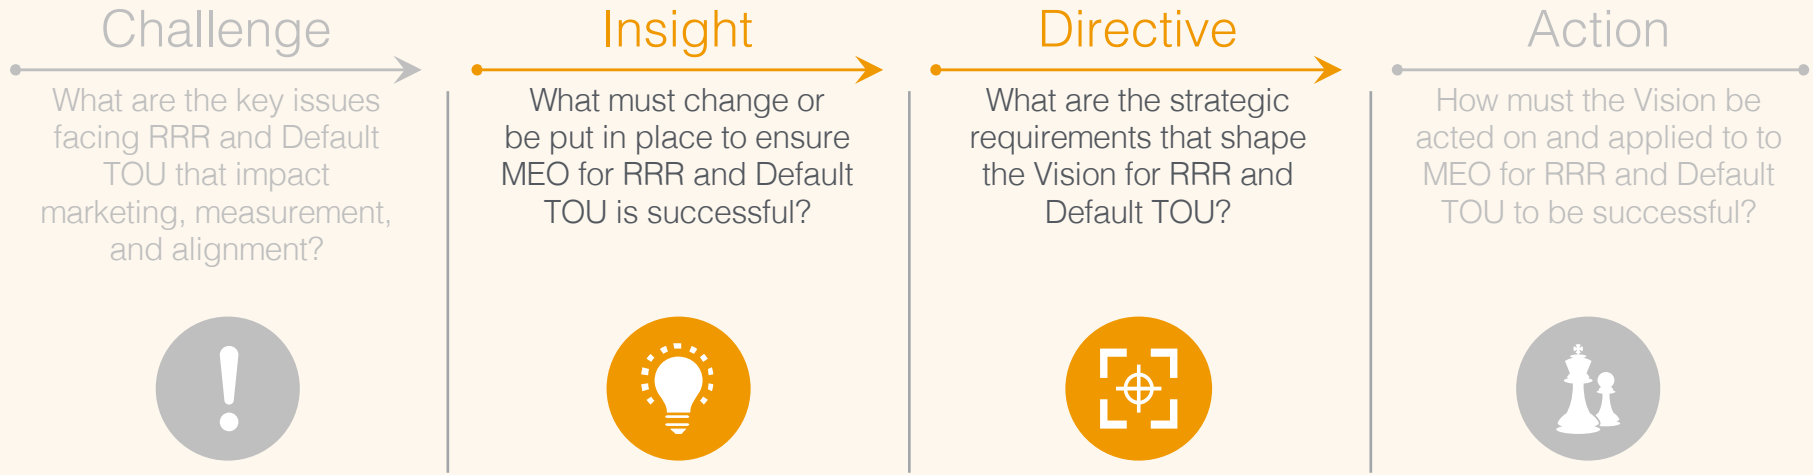 Challenge
What are the key issues
facing RRR and Default
TOU that impact
marketing, measurement,
and alignment?
Insight
What must change or
be put in place to ensure
MEO for RRR and Default
TOU is successful?
Directive
What are the strategic
requirements that shape
the Vision for RRR and
Default TOU?
Action
How must the Vision be
acted on and applied to to
MEO for RRR and Default
TOU to be successful?